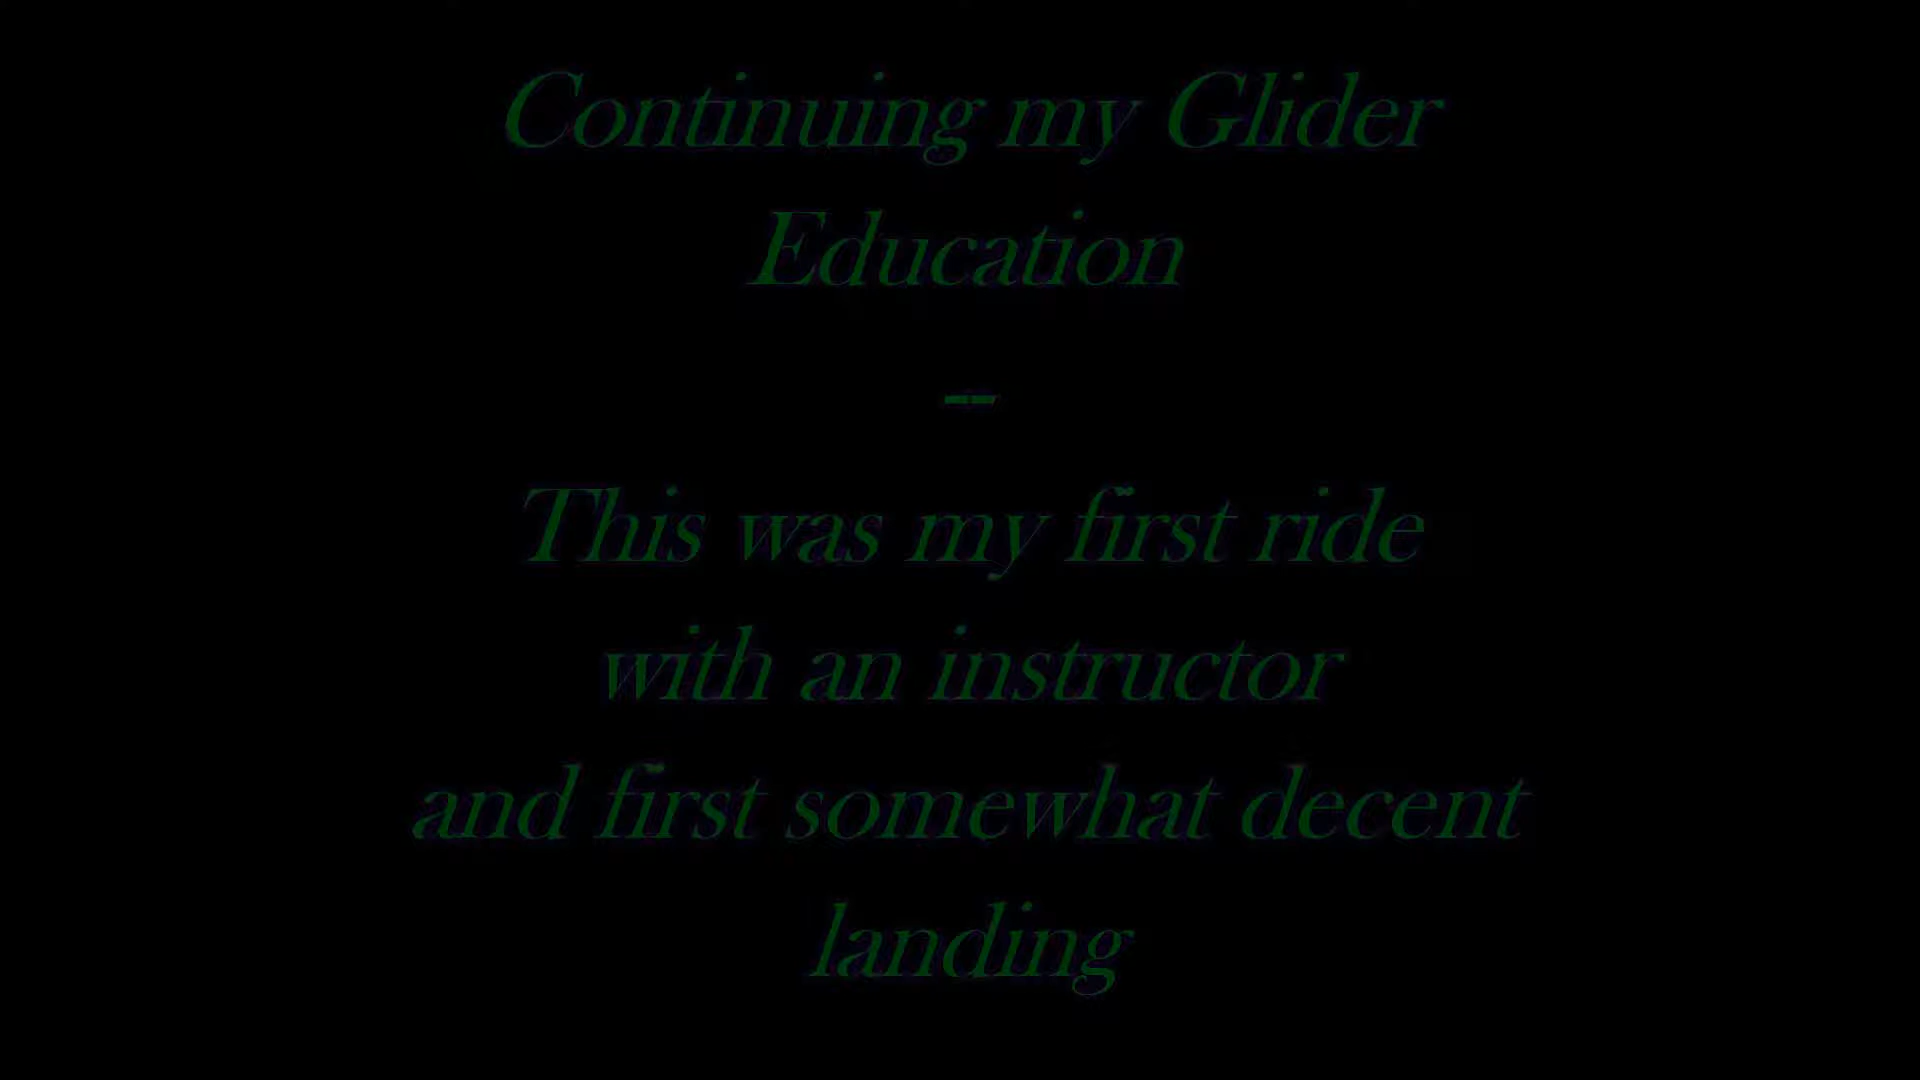 Continuing my Glider
Education
--
This was my first ride
with an instructor
and first somewhat decent
landing